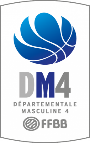 DM4
DÉPARTEMENTALE
MASCULINE 4
FFBB